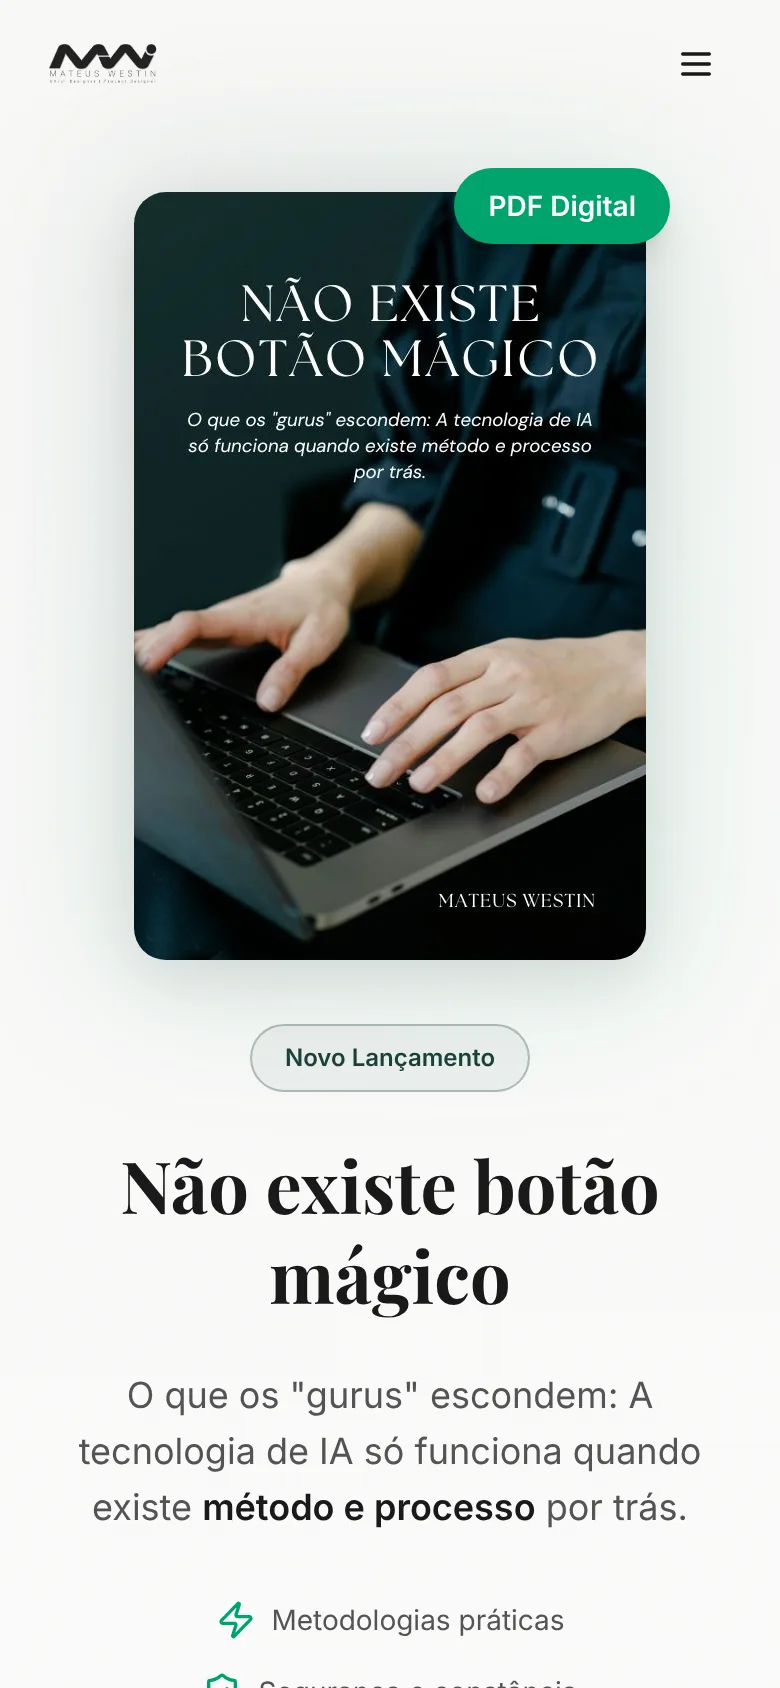 MATEUS WESTIN
PDF Digital
NÃO EXISTE
BOTÃO MÁGICO
O que os "gurus" escondem: A tecnologia de IA
só funciona quando existe método e processo
por trás.
MATEUS WESTIN
Novo Lançamento
Não existe botão
mágico
O que os "gurus" escondem: A
tecnologia de IA só funciona quando
existe método e processo por trás.
Metodologias práticas